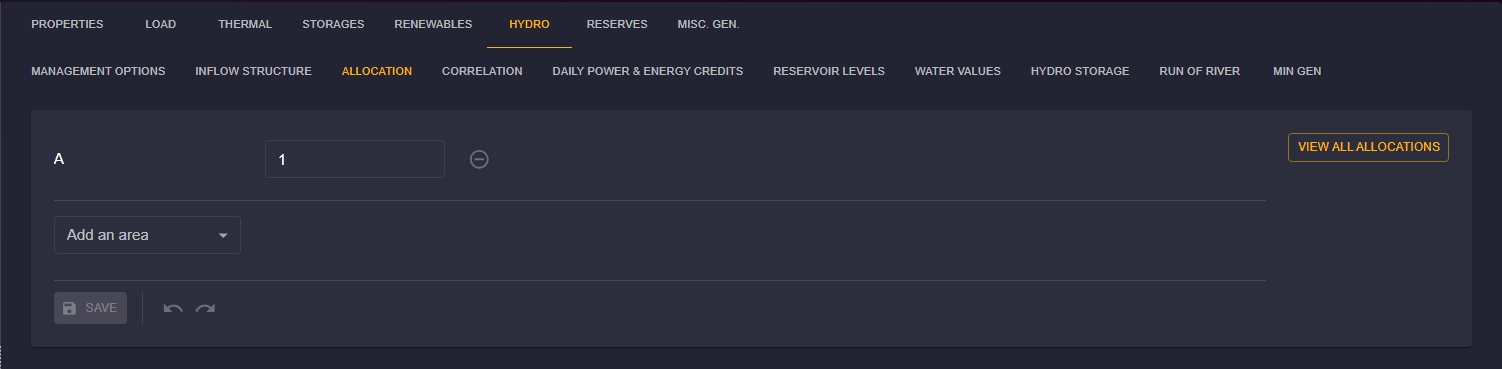 PROPERTIES LOAD THERMAL STORAGES RENEWABLES HYDRO RESERVES MISC. GEN.
MANAGEMENT OPTIONS INFLOW STRUCTURE ALLOCATION CORRELATION DAILY POWER & ENERGY CREDITS RESERVOIR LEVELS WATER VALUES HYDRO STORAGE RUN OF RIVER MIN GEN
A 1 VIEW ALL ALLOCATIONS
Add an area
SAVE